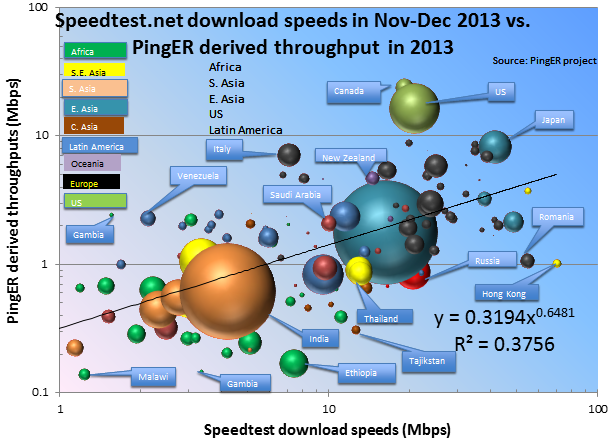 Speedtest.net download speeds in Nov-Dec 2013 vs.
PingER derived throughput in 2013
Source: PingER project
Africa
S.E. Asia
S. Asia
E. Asia
C. Asia
Latin America
Oceania
Europe
US
Africa
S. Asia
E. Asia
US
Latin America
Canada
US
Japan
Italy
New Zealand
Venezuela
Saudi Arabia
Gambia
Romania
Russia
Hong Kong
Thailand
India
Tajikstan
Ethiopia
Malawi
Gambia
y = 0.3194x0.6481
R² = 0.3756
PingER derived throughputs (Mbps)
100
10
1
0.1
1
10
100
Speedtest download speeds (Mbps)